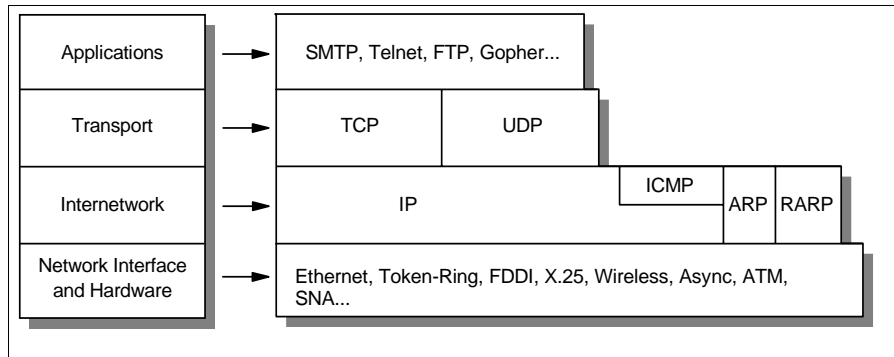 Applications
SMTP, Telnet, FTP, Gopher...
Transport
TCP
UDP
Internetwork
IP
ICMP
ARP
RARP
Network Interface
and Hardware
Ethernet, Token-Ring, FDDI, X.25, Wireless, Async, ATM,
SNA...